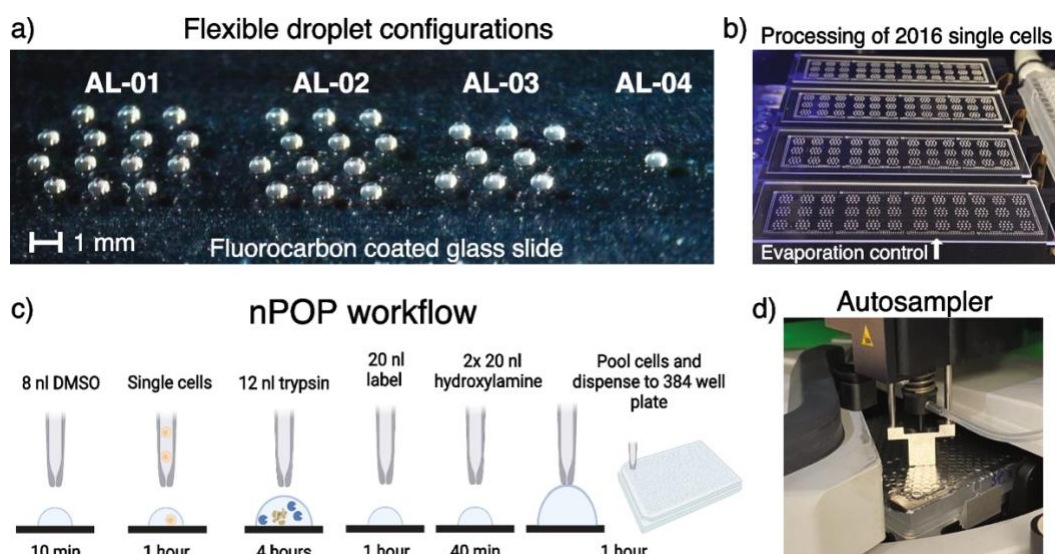 a)
Flexible droplet configurations
AL-01 AL-02 AL-03 AL-04
1 mm
Fluorocarbon coated glass slide
b)
Processing of 2016 single cells
Evaporation control
c)
nPOP workflow
8 nl DMSO
Single cells
12 nl trypsin
20 nl
label
2x 20 nl
hydroxylamine
Pool cells and
dispense to 384 well
plate
10 min
1 hour
4 hours
1 hour
40 min
1 hour
d)
Autosampler